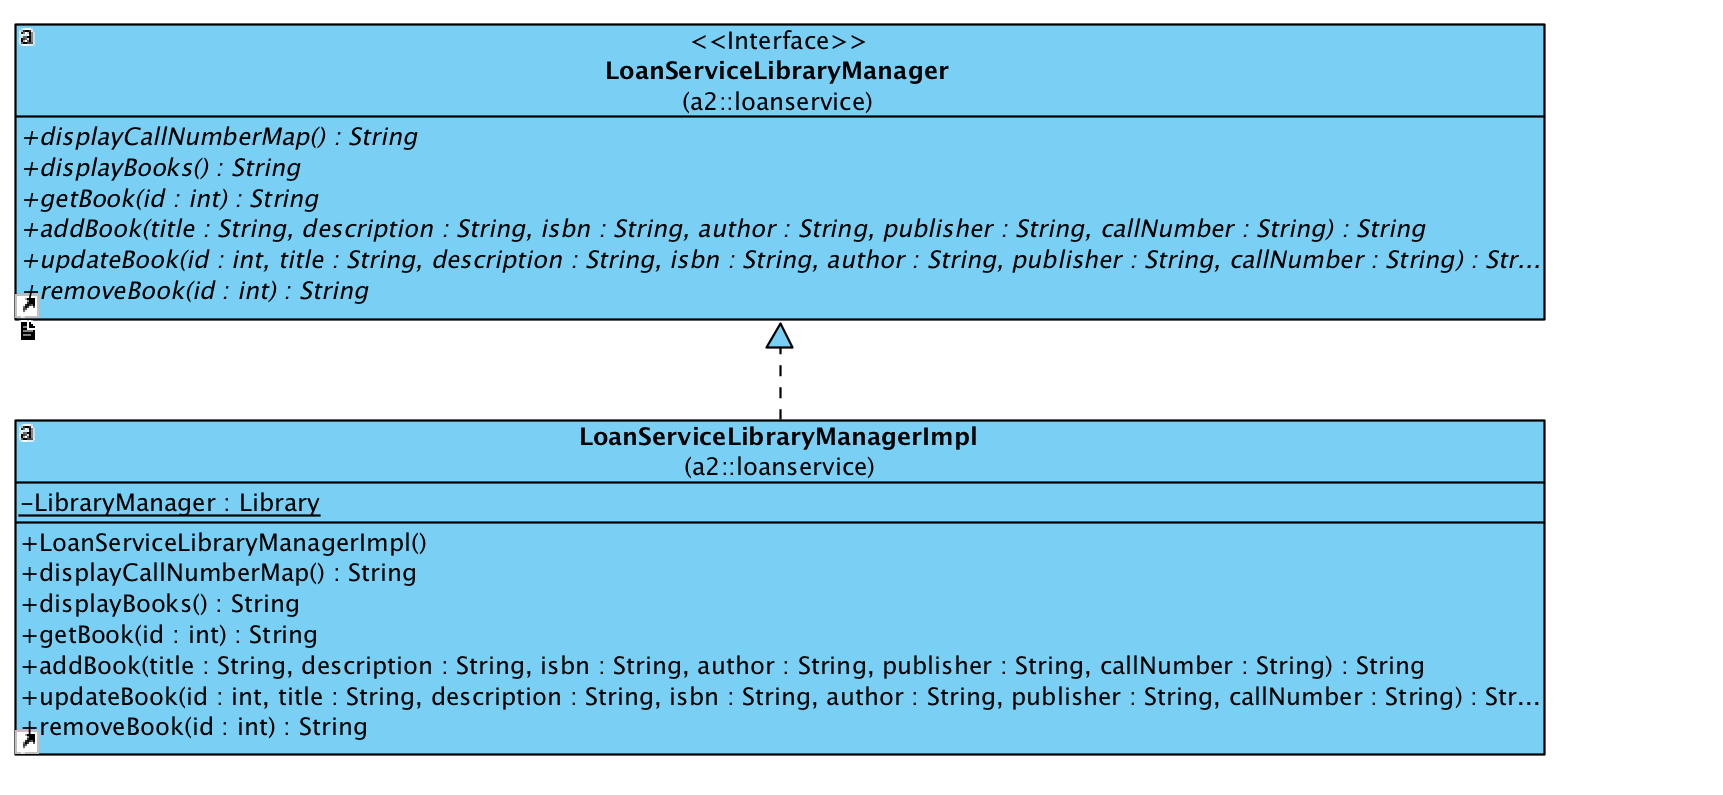 a
<<Interface>>
LoanServiceLibraryManager
(a2::loanservice)
+displayCallNumberMap() : String
+displayBooks() : String
+getBook(id : int) : String
+addBook(title : String, description : String, isbn : String, author : String, publisher : String, callNumber : String) : String
+updateBook(id : int, title : String, description : String, isbn : String, author : String, publisher : String, callNumber : String) : Str...
+removeBook(id : int) : String
a
LoanServiceLibraryManagerImpl
(a2::loanservice)
-LibraryManager : Library
+LoanServiceLibraryManagerImpl()
+displayCallNumberMap() : String
+displayBooks() : String
+getBook(id : int) : String
+addBook(title : String, description : String, isbn : String, author : String, publisher : String, callNumber : String) : String
+updateBook(id : int, title : String, description : String, isbn : String, author : String, publisher : String, callNumber : String) : Str...
+removeBook(id : int) : String